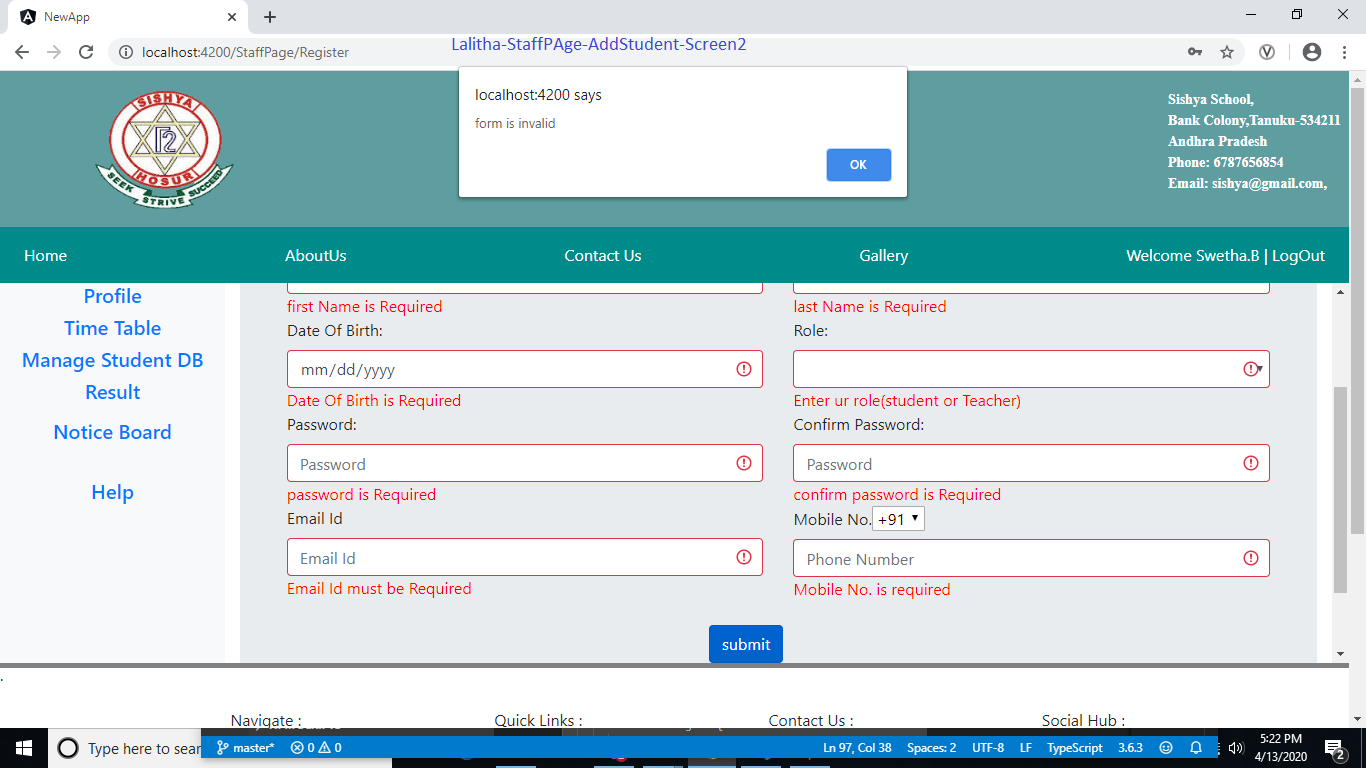 NewApp
localhost:4200/StaffPage/Register
Lalitha-StaffPAge-AddStudent-Screen2
localhost:4200 says
form is invalid
OK
SISHYA
HOSUR
SEEK STRIVE SUCCEED
Sishya School,
Bank Colony,Tanuku-534211
Andhra Pradesh
Phone: 6787656854
Email: sishya@gmail.com,
Home AboutUs Contact Us Gallery Welcome Swetha.B | LogOut
Profile
Time Table
Manage Student DB
Result
Notice Board
Help
first Name is Required last Name is Required
Date Of Birth: Role:
mm/dd/yyyy
Date Of Birth is Required Enter ur role(student or Teacher)
Password: Confirm Password:
Password Password
password is Required confirm password is Required
Email Id Mobile No. +91
Email Id Phone Number
Email Id must be Required Mobile No. is required
submit
.
Navigate : Quick Links : Contact Us : Social Hub :
Type here to sear
master* 0 0 Ln 97, Col 38 Spaces: 2 UTF-8 LF TypeScript 3.6.3
5:22 PM
4/13/2020
2